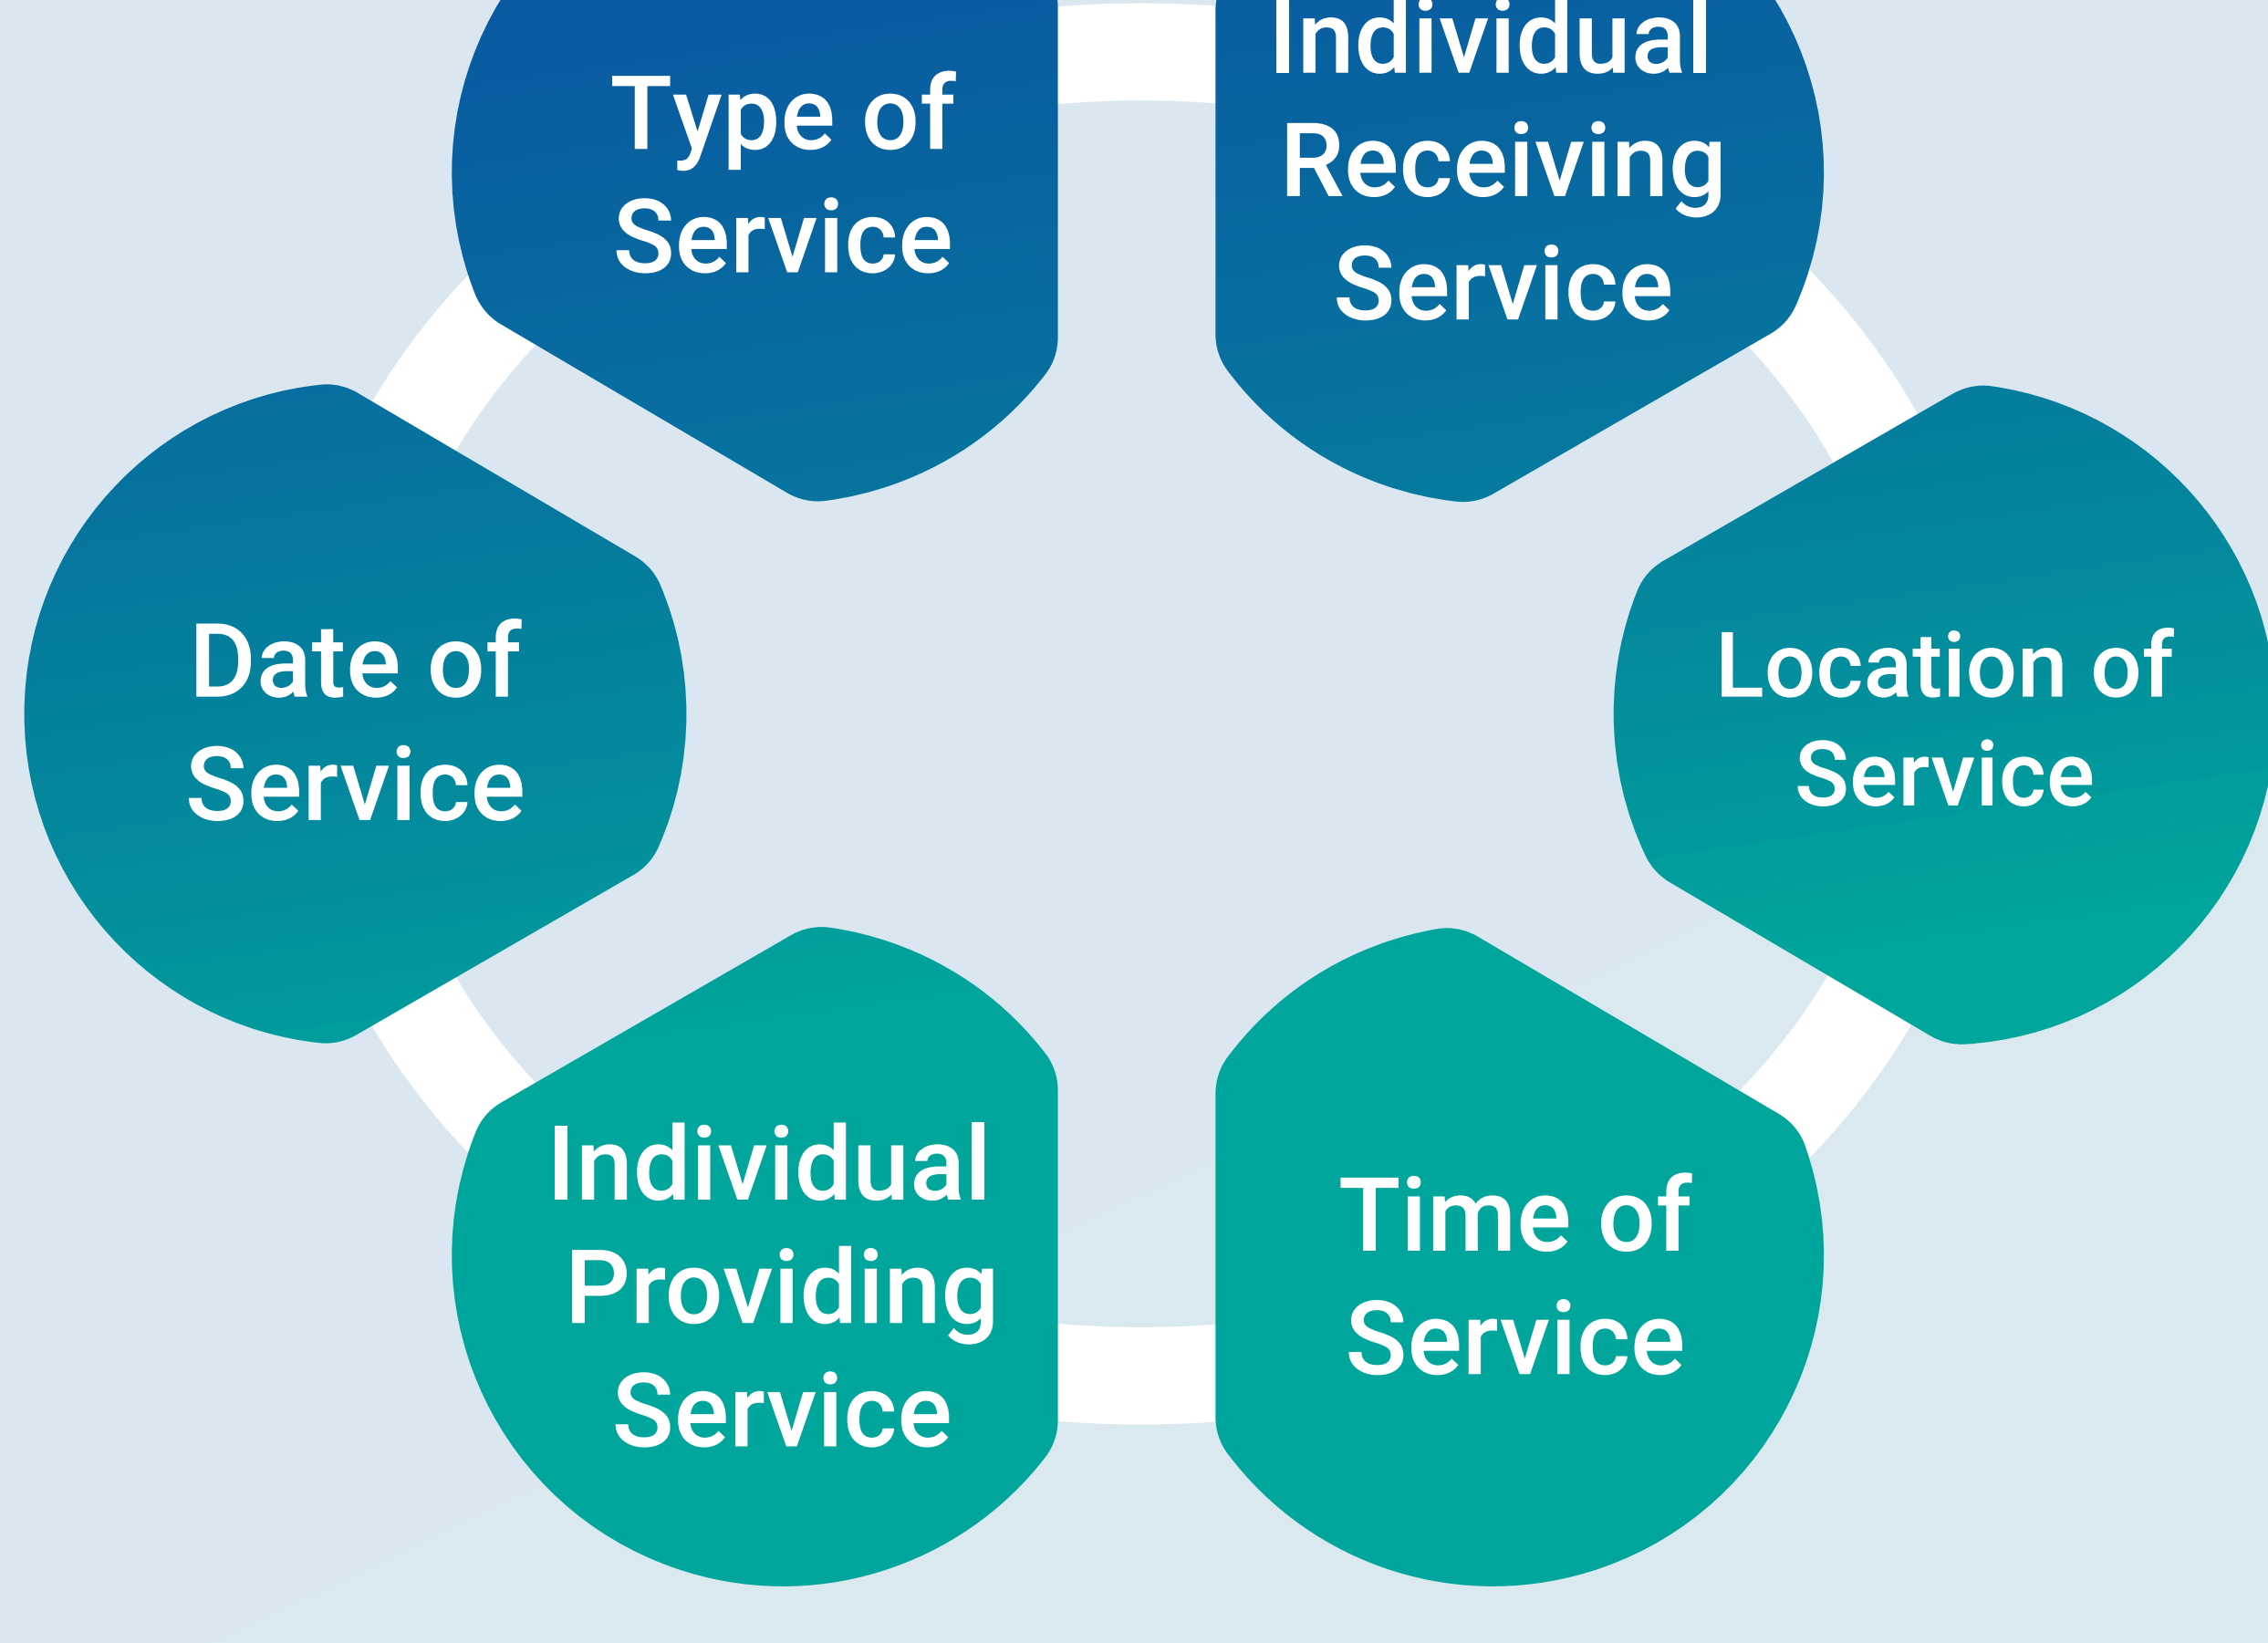 Type of
Service
Individual
Receiving
Service
Date of
Service
Location of
Service
Individual
Providing
Service
Time of
Service